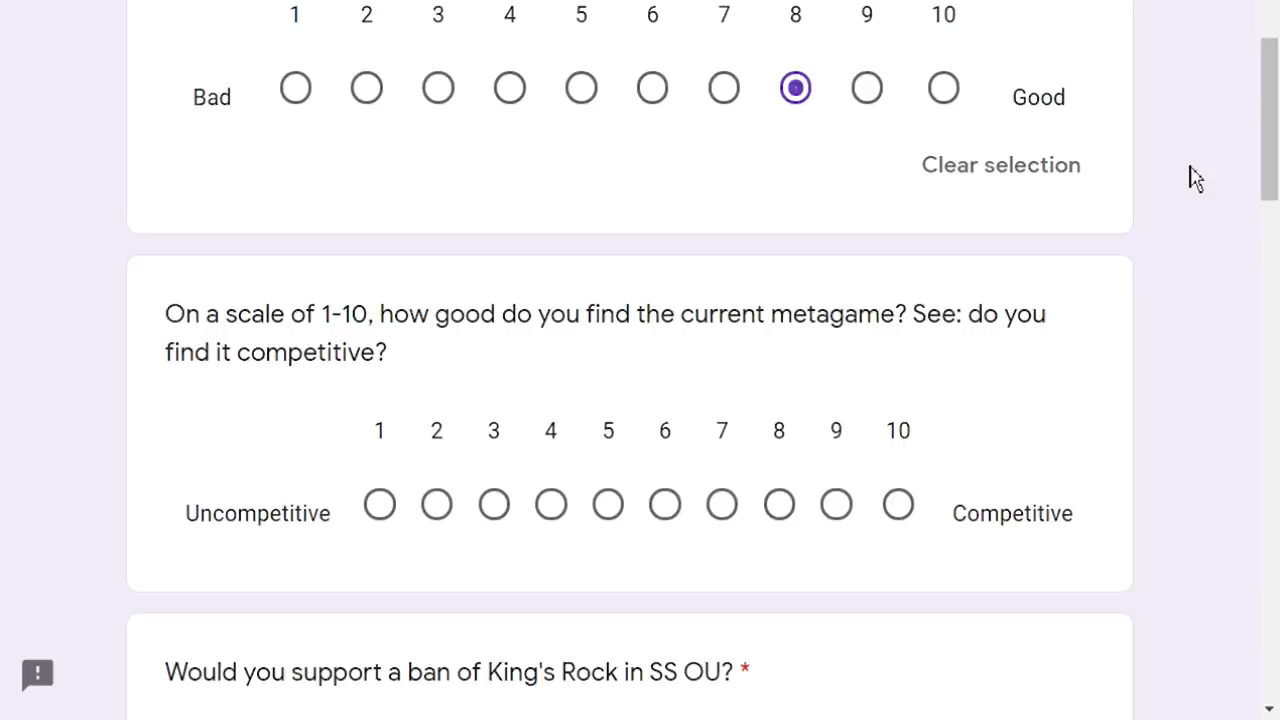 1 2 3 4 5 6 7 8 9 10
Bad Good
Clear selection
On a scale of 1-10, how good do you find the current metagame? See: do you
find it competitive?
1 2 3 4 5 6 7 8 9 10
Uncompetitive Competitive
Would you support a ban of King's Rock in SS OU? *